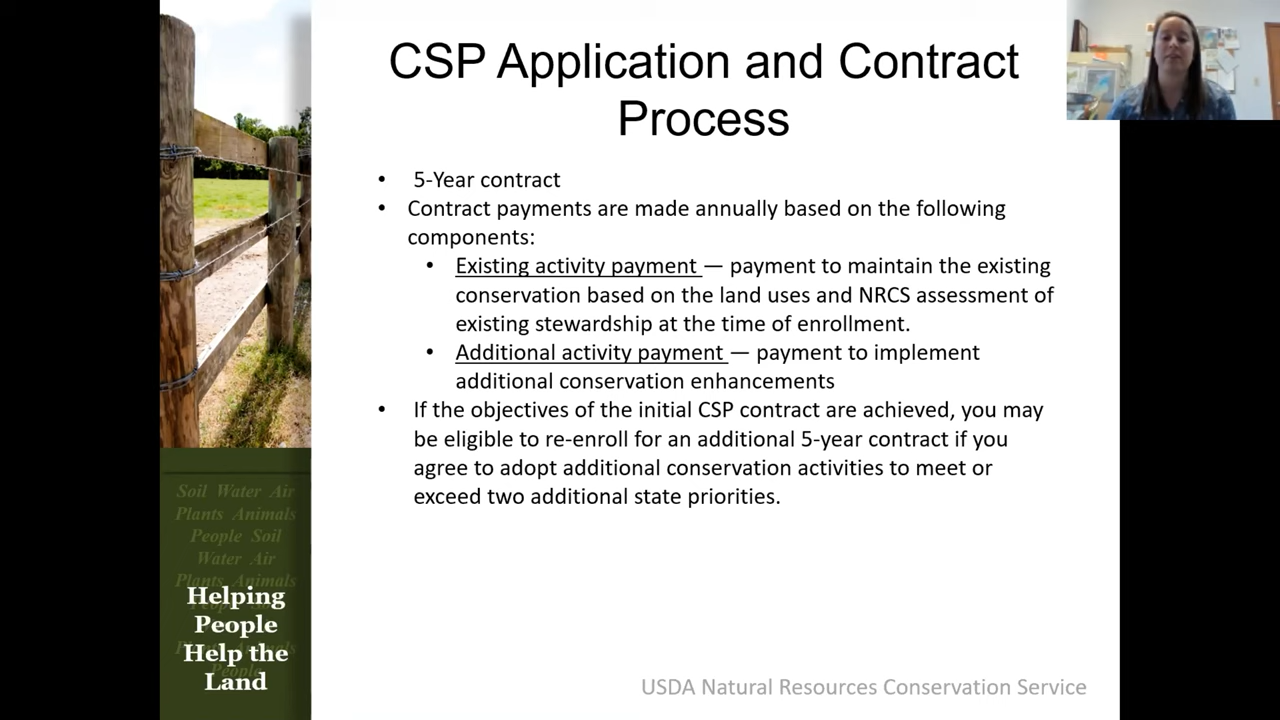 CSP Application and Contract
Process
• 5-Year contract
• Contract payments are made annually based on the following
components:
• Existing activity payment — payment to maintain the existing
conservation based on the land uses and NRCS assessment of
existing stewardship at the time of enrollment.
• Additional activity payment — payment to implement
additional conservation enhancements
• If the objectives of the initial CSP contract are achieved, you may
be eligible to re-enroll for an additional 5-year contract if you
agree to adopt additional conservation activities to meet or
exceed two additional state priorities.
Soil Water Air
Plants Animals
People Soil
Water Air
Plants Animals
Helping
People
Help the
Land
People
USDA Natural Resources Conservation Service